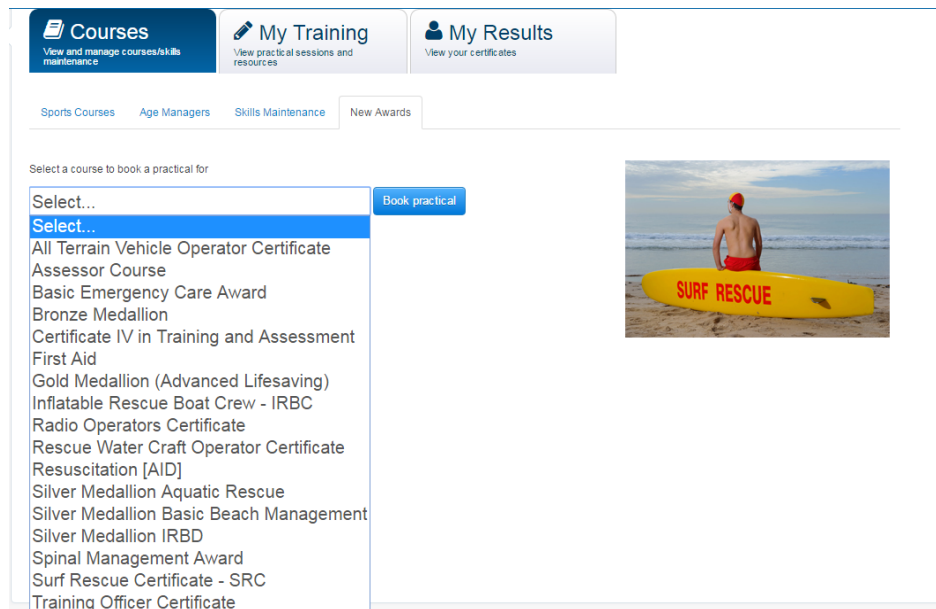 Courses
View and manage courses/skills
maintenance
My Training
View practical sessions and
resources
My Results
View your certificates
Sports Courses Age Managers Skills Maintenance New Awards
Select a course to book a practical for
Select... Book practical
Select...
All Terrain Vehicle Operator Certificate
Assessor Course
Basic Emergency Care Award
Bronze Medallion
Certificate IV in Training and Assessment
First Aid
Gold Medallion (Advanced Lifesaving)
Inflatable Rescue Boat Crew - IRBC
Radio Operators Certificate
Rescue Water Craft Operator Certificate
Resuscitation [AID]
Silver Medallion Aquatic Rescue
Silver Medallion Basic Beach Management
Silver Medallion IRBD
Spinal Management Award
Surf Rescue Certificate - SRC
Training Officer Certificate
SURF RESCUE